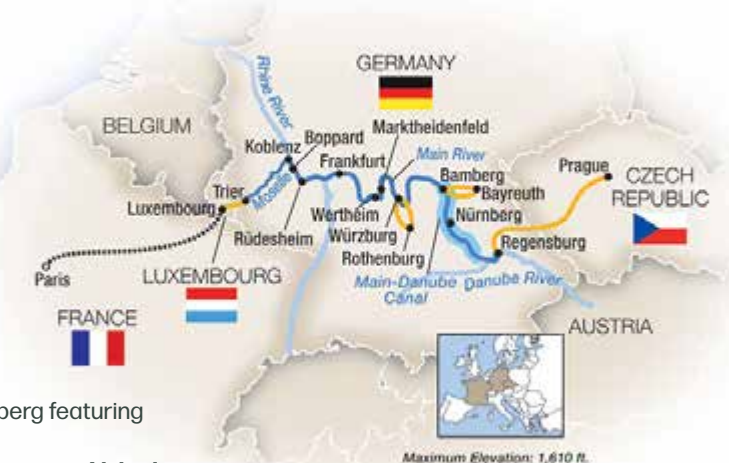 GERMANY
Rhine River
BELGIUM
Koblenz
Boppard
Marktheidenfeld
Frankfurt
Main River
Bamberg
Prague
CZECH
REPUBLIC
Trier
Moselle
Bayreuth
Luxembourg
Wertheim
Nürnberg
Rüdesheim
Würzburg
Regensburg
Rothenburg
Paris
LUXEMBOURG
Main-Danube
Canal
Danube River
FRANCE
AUSTRIA
berg featuring
Maximum Elevation: 1,610 ft.